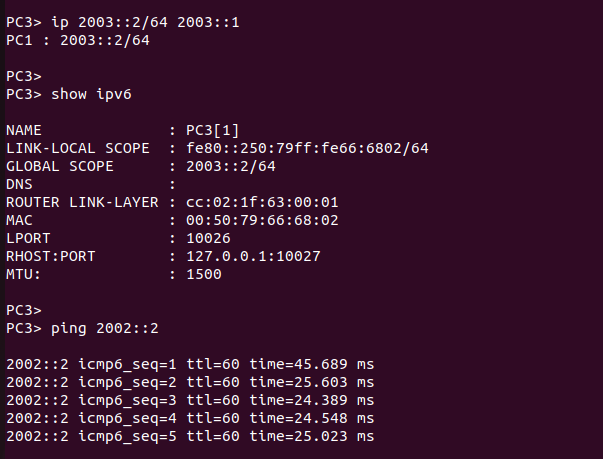 PC3> ip 2003::2/64 2003::1
PC1 : 2003::2/64
PC3>
PC3> show ipv6
NAME : PC3[1]
LINK-LOCAL SCOPE : fe80::250:79ff:fe66:6802/64
GLOBAL SCOPE : 2003::2/64
DNS :
ROUTER LINK-LAYER : cc:02:1f:63:00:01
MAC : 00:50:79:66:68:02
LPORT : 10026
RHOST:PORT : 127.0.0.1:10027
MTU: : 1500
PC3>
PC3> ping 2002::2
2002::2 icmp6_seq=1 ttl=60 time=45.689 ms
2002::2 icmp6_seq=2 ttl=60 time=25.603 ms
2002::2 icmp6_seq=3 ttl=60 time=24.389 ms
2002::2 icmp6_seq=4 ttl=60 time=24.548 ms
2002::2 icmp6_seq=5 ttl=60 time=25.023 ms